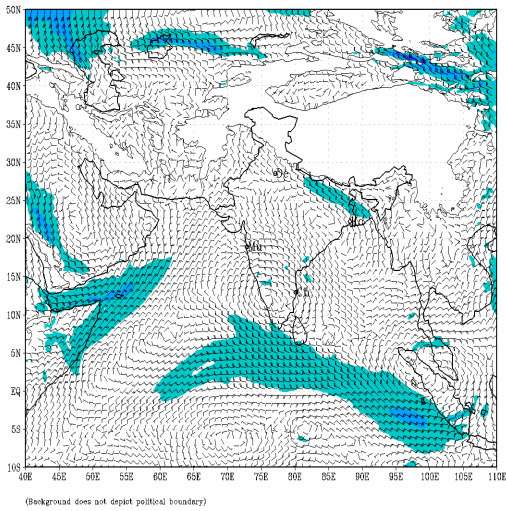 50N
45N
40N
35N
30N
25N
20N
15N
10N
5N
EQ
5S
10S
40E 45E 50E 55E 60E 65E 70E 75E 80E 85E 90E 95E 100E 105E 110E
(Background does not depict political boundary)